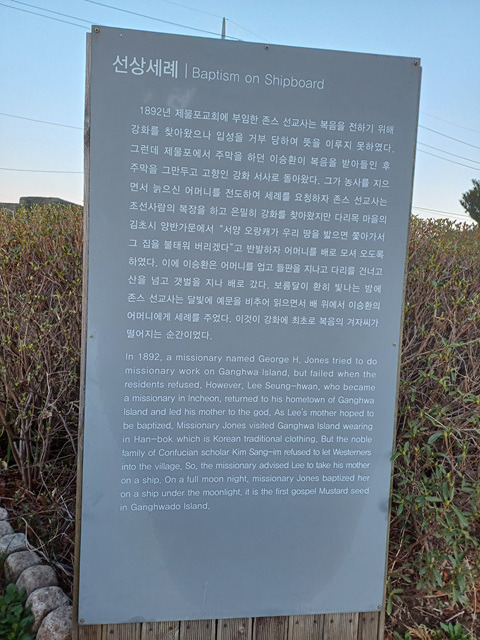 선상세례 | Baptism on Shipboard
1892년 제물포교회에 부임한 존스 선교사는 복음을 전하기 위해
강화를 찾아왔으나 입성을 거부 당하여 뜻을 이루지 못하였다.
그런데 제물포에서 주막을 하던 이승환이 복음을 받아들인 후
주막을 그만두고 고향인 강화 서사로 돌아왔다. 그가 농사를 지으
면서 늙으신 어머니를 전도하여 세례를 요청하자 존스 선교사는
조선사람의 복장을 하고 은밀히 강화를 찾아왔지만 다리목 마을의
김초시 양반가문에서 "서양 오랑캐가 우리 땅을 밟으면 쫓아가서
그 집을 불태워 버리겠다"고 반발하자 어머니를 배로 모셔 오도록
하였다. 이에 이승환은 어머니를 업고 들판을 지나고 다리를 건너고
산을 넘고 갯벌을 지나 배로 갔다. 보름달이 환히 빛나는 밤에
존스 선교사는 달빛에 예문을 비추어 읽으면서 배 위에서 이승환의
어머니에게 세례를 주었다. 이것이 강화에 최초로 복음의 겨자씨가
떨어지는 순간이었다.
In 1892, a missionary named George H. Jones tried to do
missionary work on Ganghwa Island, but failed when the
residents refused. However, Lee Seung-hwan, who became
a missionary in Incheon, returned to his hometown of Ganghwa
Island and led his mother to the god. As Lee's mother hoped to
be baptized, Missionary Jones visited Ganghwa Island wearing
in Han-bok which is Korean traditional clothing. But the noble
family of Confucian scholar Kim Sang-im refused to let Westerners
into the village. So, the missionary advised Lee to take his mother
on a ship. On a full moon night, missionary Jones baptized her
on a ship under the moonlight, it is the first gospel Mustard seed
in Ganghwado Island.